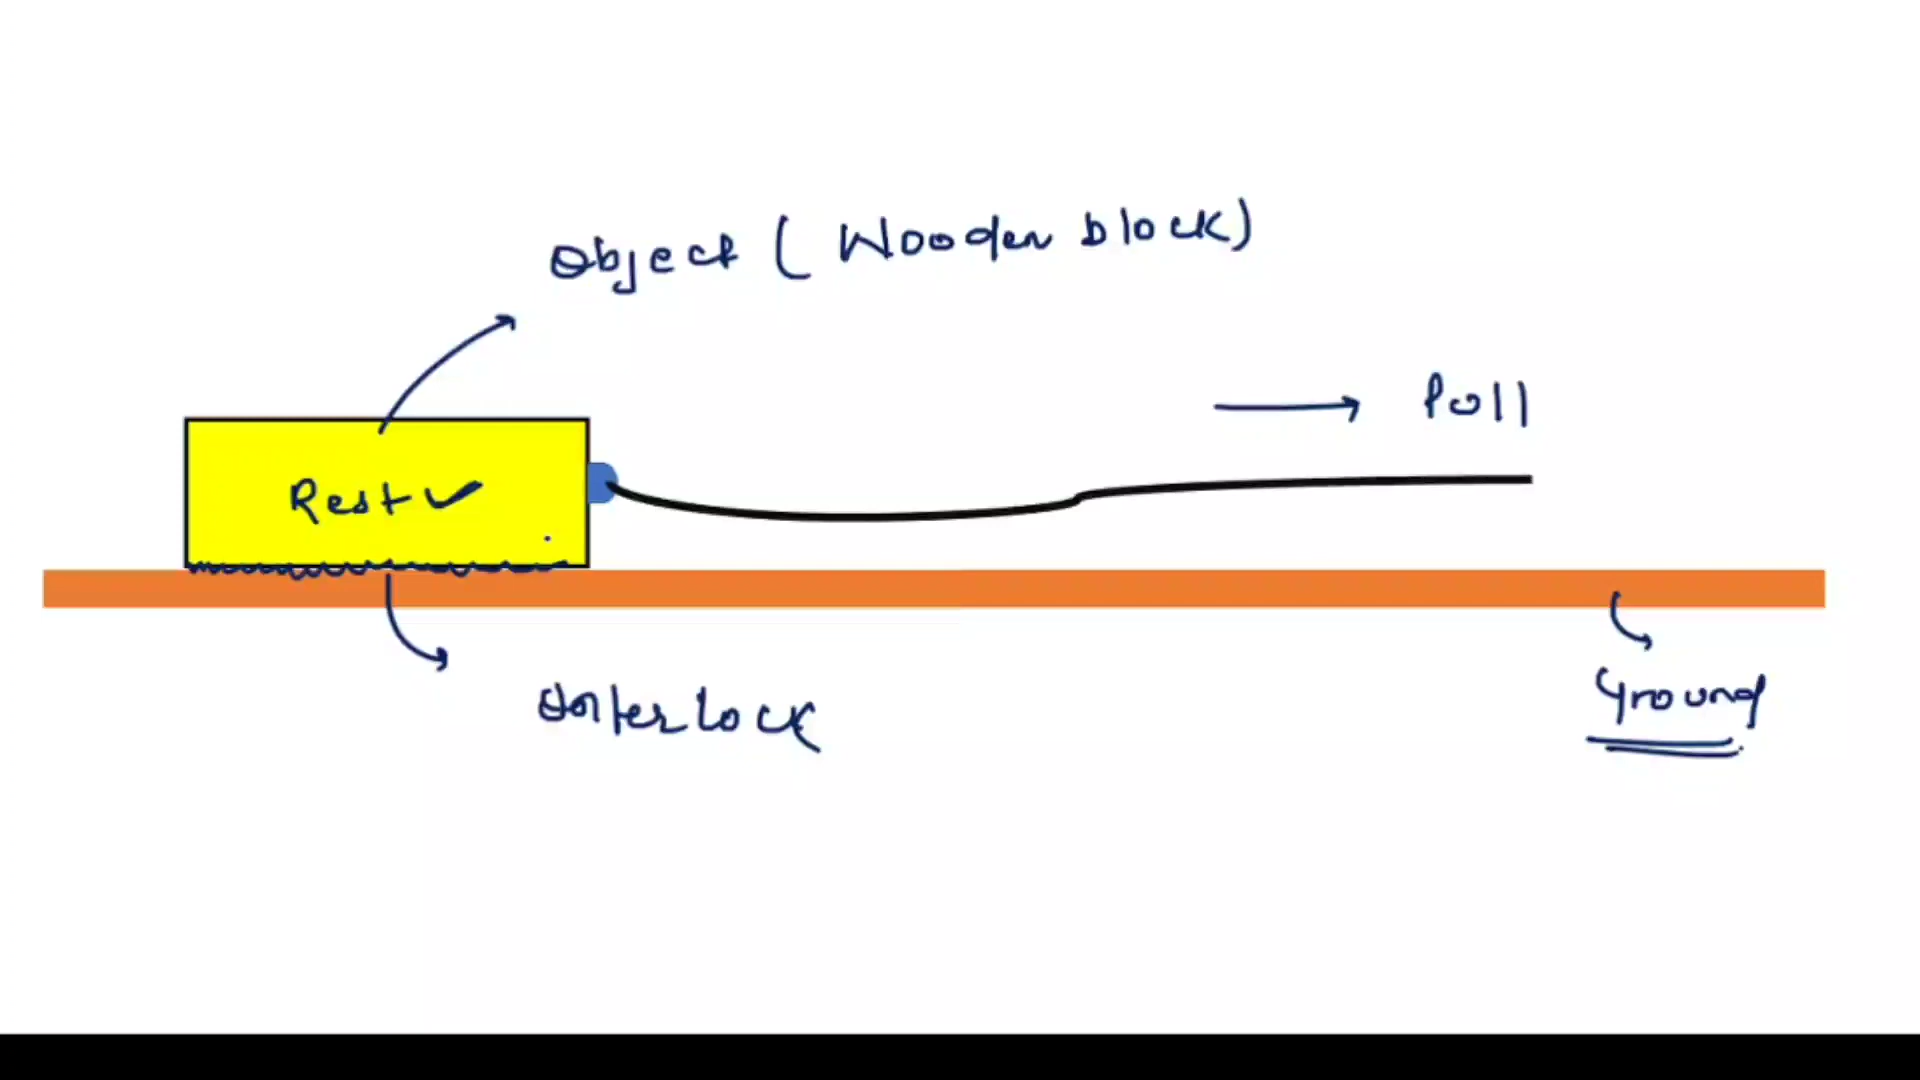 Object ( Wooden block)
Pull
Rest
Interlock
Ground